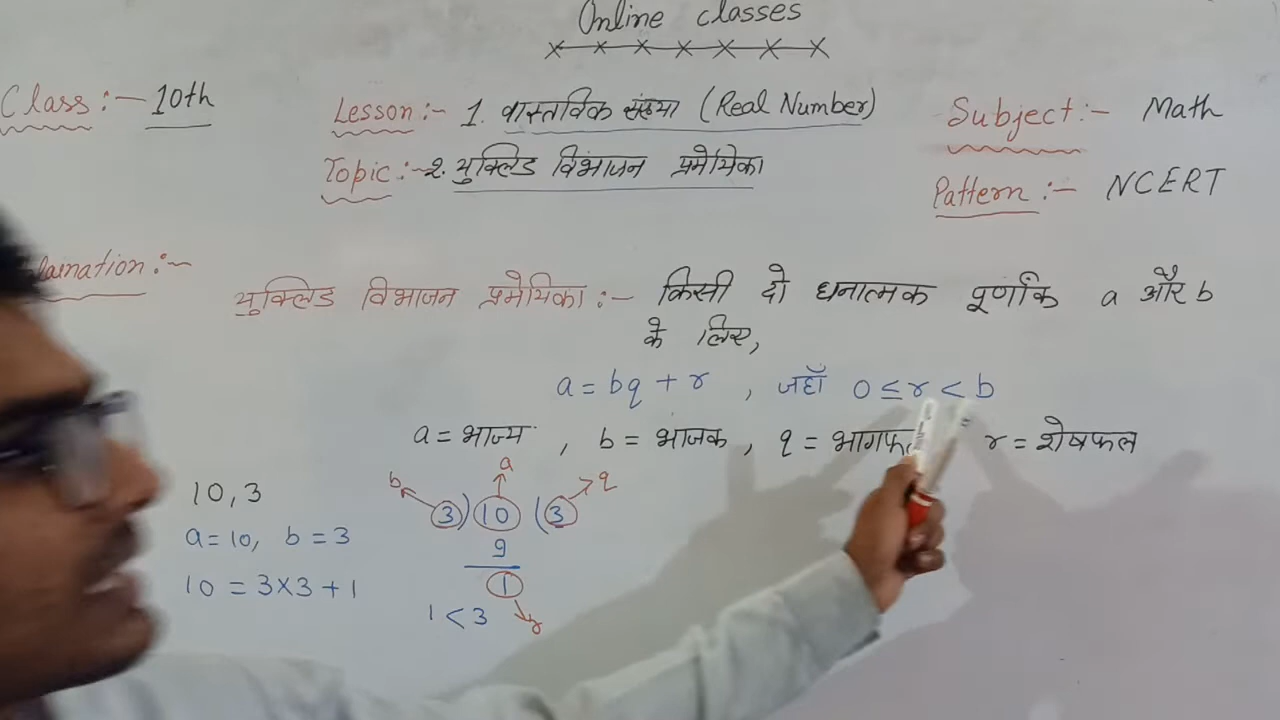 Online classes
Class :- 10th
Lesson :- 1. वास्तविक संख्या (Real Number)
Subject :- Math
Topic :- 2. युक्लिड विभाजन प्रमेयिका
Pattern :- NCERT
laination :-
युक्लिड विभाजन प्रमेयिका :- किसी दो धनात्मक पूर्णांक a और b
के लिए,
a = bq + r , जहाँ 0 ≤ r < b
a = भाज्य , b = भाजक , q = भागफल r = शेषफल
10, 3
a = 10, b = 3
10 = 3×3 + 1
b a q
3) 10 (3
9
1
1 < 3 r